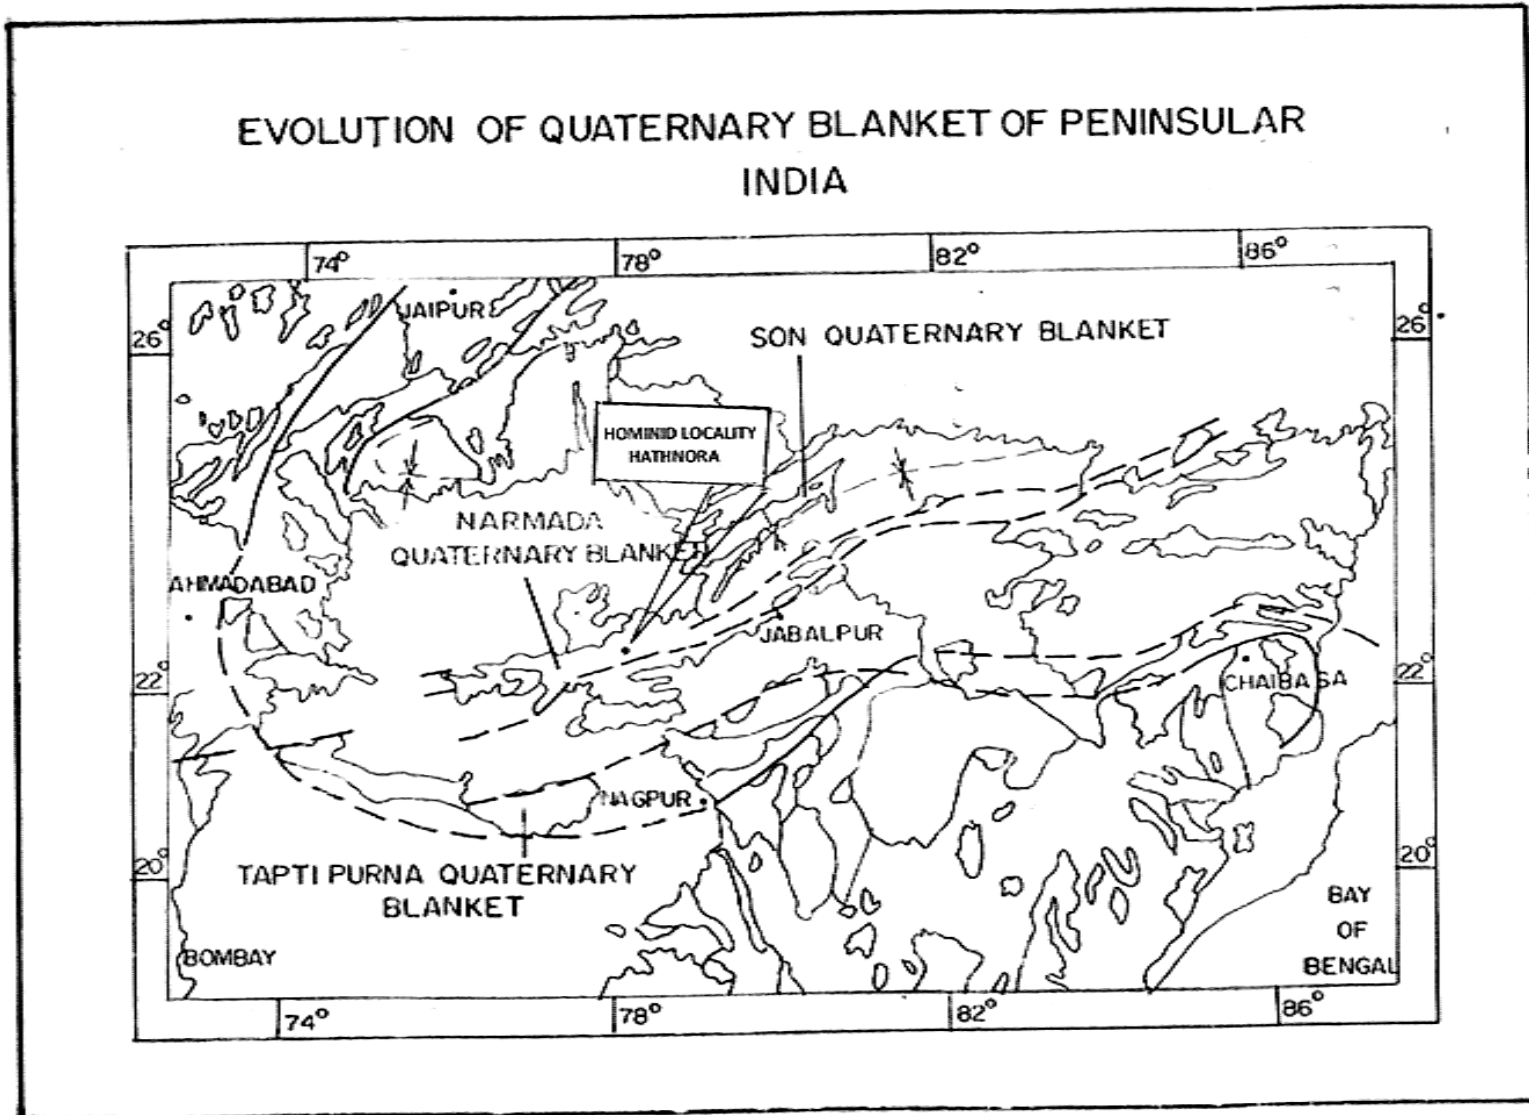 EVOLUTION OF QUATERNARY BLANKET OF PENINSULAR
INDIA
74° 78° 82° 86°
JAIPUR
26° SON QUATERNARY BLANKET 26°
HOMINID LOCALITY
HATHNORA
NARMADA
QUATERNARY BLANKET
AHMADABAD
JABALPUR
22° CHAIBASA 22°
NAGPUR
20° TAPTI PURNA QUATERNARY 20°
BLANKET
BAY
OF
BENGAL
BOMBAY
74° 78° 82° 86°